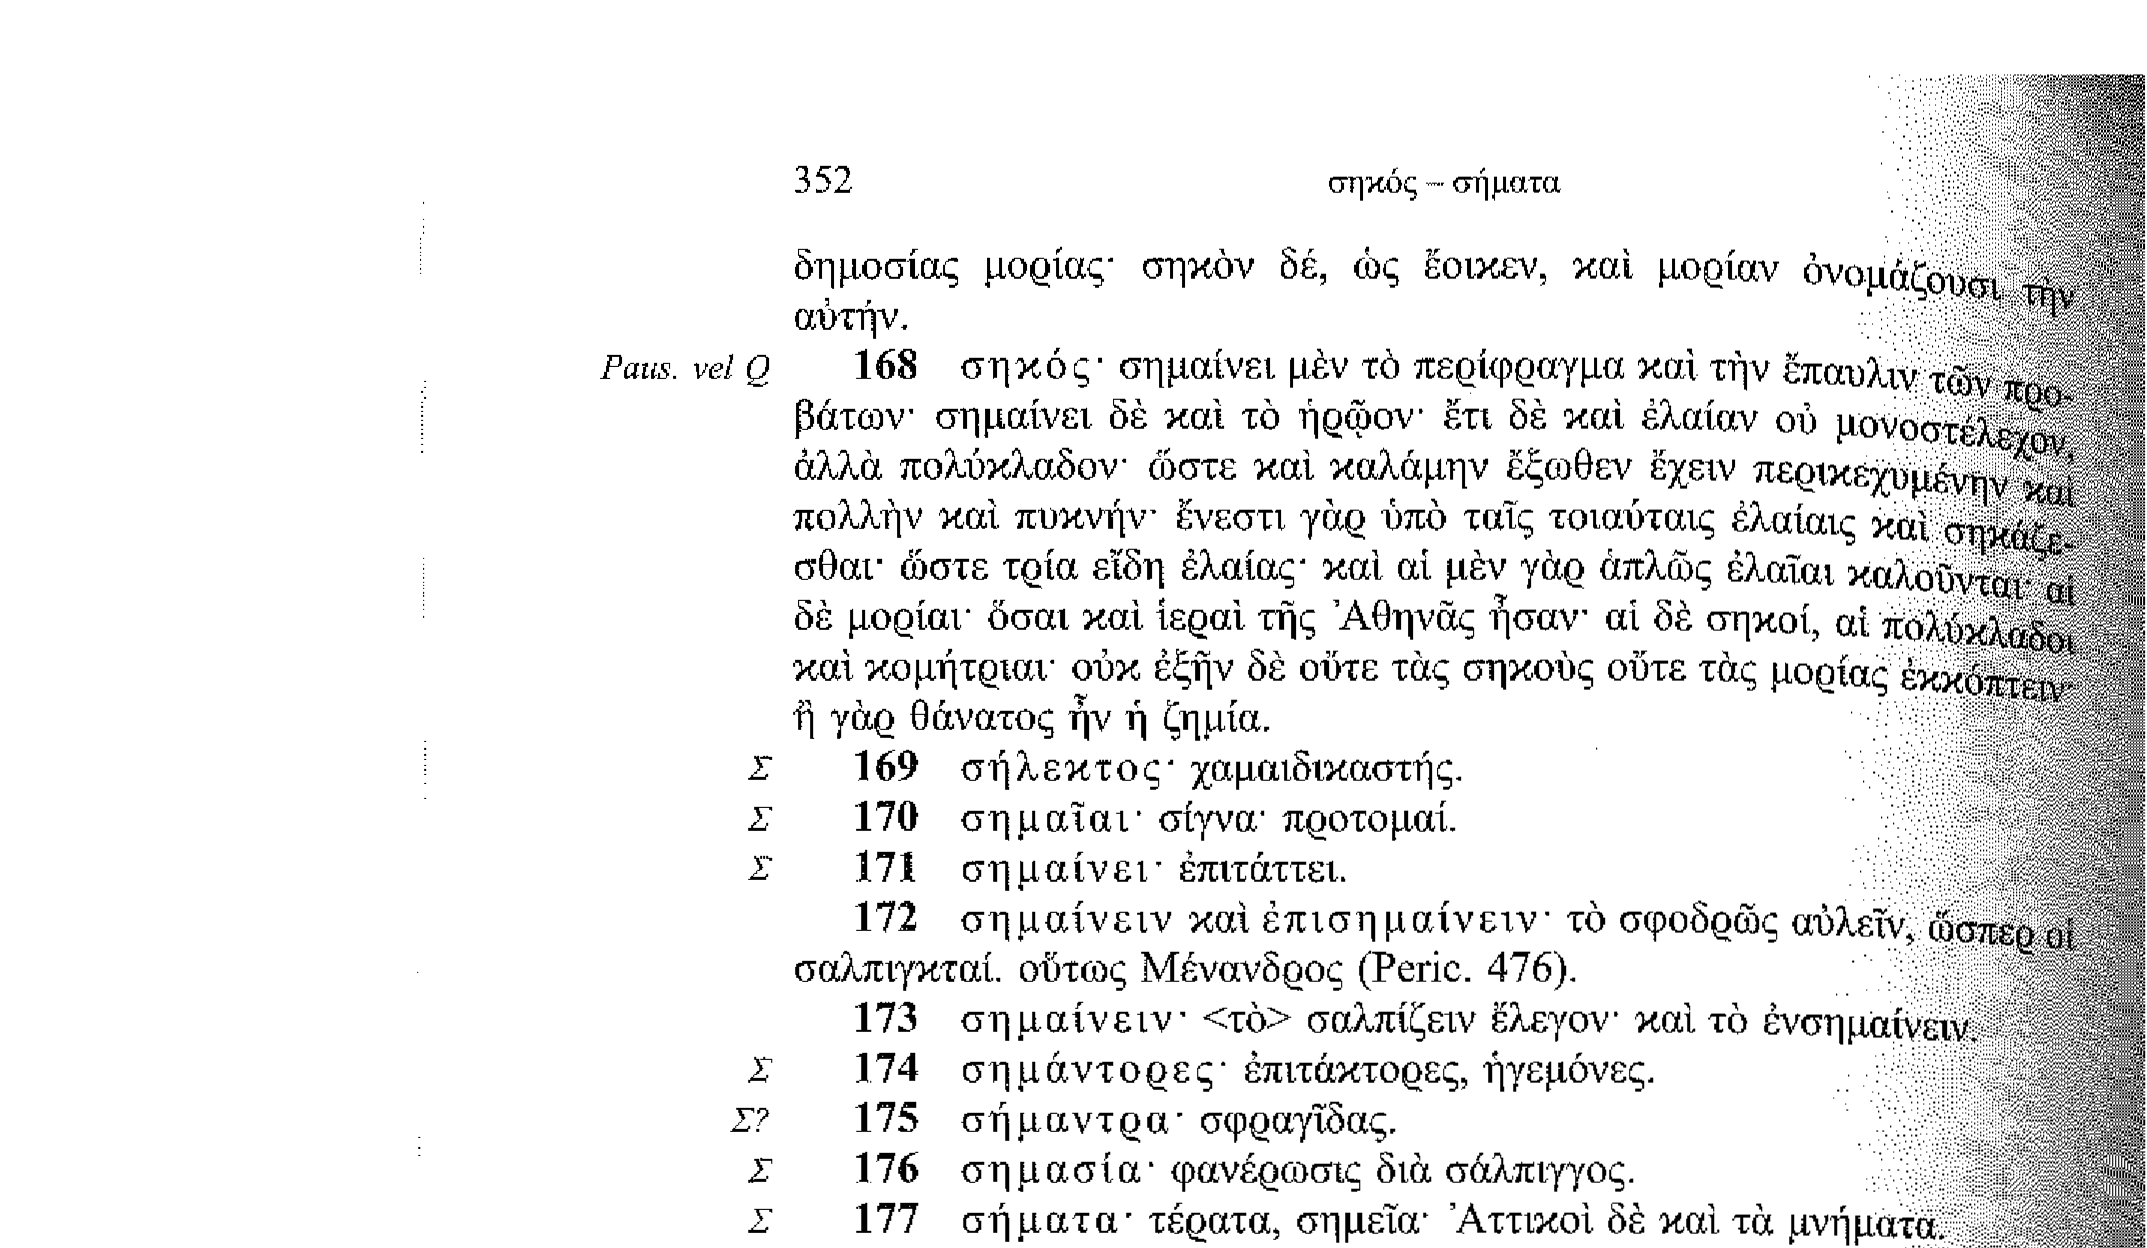 352 σηκός – σήματα
δημοσίας μορίας· σηκὸν δέ, ὡς ἔοικεν, καὶ μορίαν ὀνομάζουσι τὴν
αὐτήν.
Paus. vel Q 168 σηκός· σημαίνει μὲν τὸ περίφραγμα καὶ τὴν ἔπαυλιν τῶν προ-
βάτων· σημαίνει δὲ καὶ τὸ ἡρῷον· ἔτι δὲ καὶ ἐλαίαν οὐ μονοστέλεχον,
ἀλλὰ πολύκλαδον· ὥστε καὶ καλάμην ἔξωθεν ἔχειν περικεχυμένην καὶ
πολλὴν καὶ πυκνήν· ἔνεστι γὰρ ὑπὸ ταῖς τοιαύταις ἐλαίαις καὶ σηκάζε-
σθαι· ὥστε τρία εἴδη ἐλαίας· καὶ αἱ μὲν γὰρ ἁπλῶς ἐλαῖαι καλοῦνται· αἱ
δὲ μορίαι· ὅσαι καὶ ἱεραὶ τῆς Ἀθηνᾶς ἦσαν· αἱ δὲ σηκοί, αἱ πολύκλαδοι
καὶ κομήτριαι· οὐκ ἐξῆν δὲ οὔτε τὰς σηκοὺς οὔτε τὰς μορίας ἐκκόπτειν·
ἢ γὰρ θάνατος ἦν ἡ ζημία.
Σ 169 σήλεκτος· χαμαιδικαστής.
Σ 170 σημαῖαι· σίγνα· προτομαί.
Σ 171 σημαίνει· ἐπιτάττει.
172 σημαίνειν καὶ ἐπισημαίνειν· τὸ σφοδρῶς αὐλεῖν, ὥσπερ οἱ
σαλπιγκταί. οὕτως Μένανδρος (Peric. 476).
173 σημαίνειν· <τὸ> σαλπίζειν ἔλεγον· καὶ τὸ ἐνσημαίνειν.
Σ 174 σημάντορες· ἐπιτάκτορες, ἡγεμόνες.
Σ? 175 σήμαντρα· σφραγῖδας.
Σ 176 σημασία· φανέρωσις διὰ σάλπιγγος.
Σ 177 σήματα· τέρατα, σημεῖα· Ἀττικοὶ δὲ καὶ τὰ μνήματα.